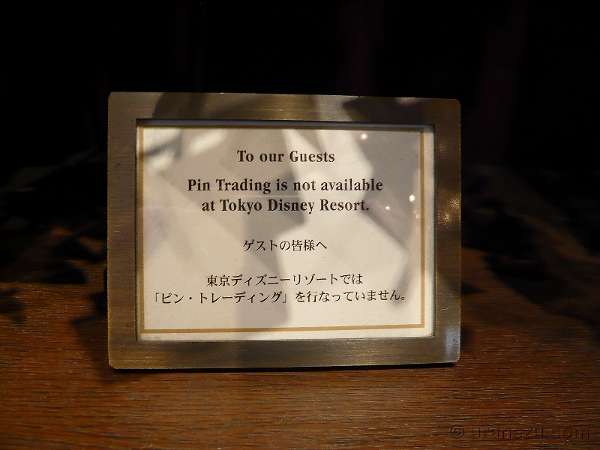 To our Guests
Pin Trading is not available
at Tokyo Disney Resort.
ゲストの皆様へ
東京ディズニーリゾートでは
「ピン・トレーディング」を行なっていません。
© aranezu.com